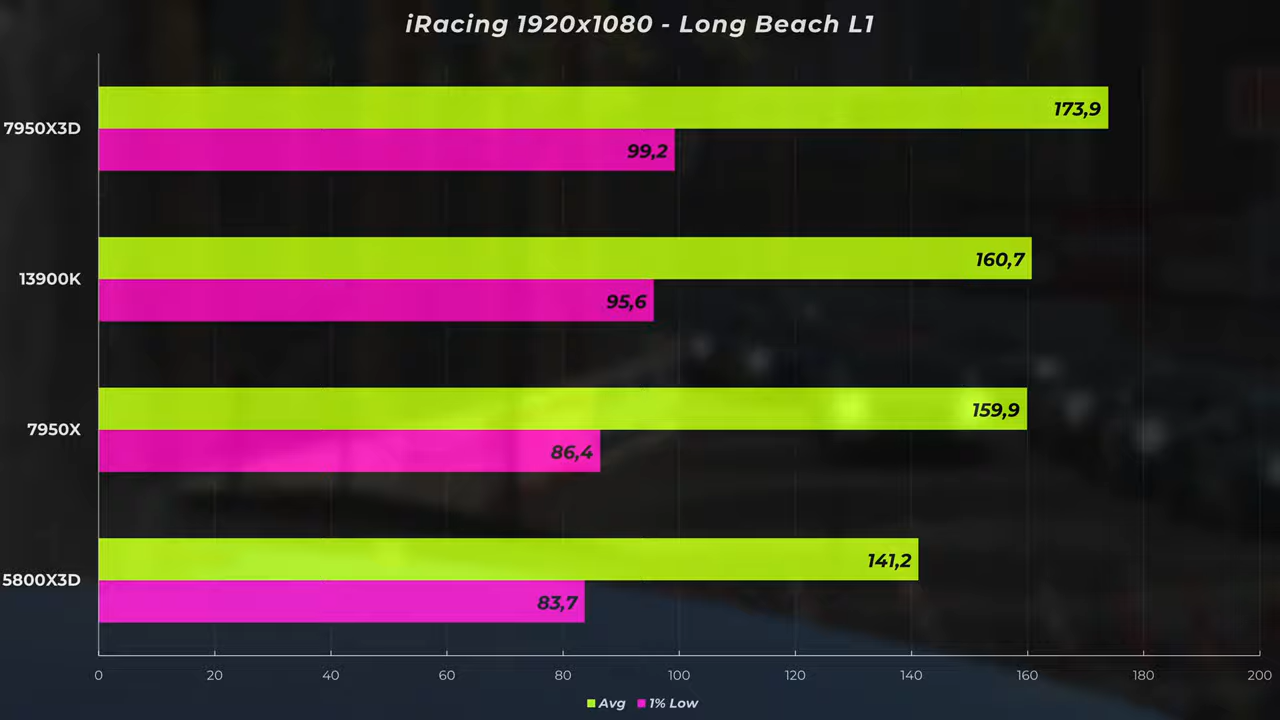 iRacing 1920x1080 - Long Beach L1
173,9
7950X3D
99,2
160,7
13900K
95,6
159,9
7950X
86,4
141,2
5800X3D
83,7
0 20 40 60 80 100 120 140 160 180 200
Avg 1% Low